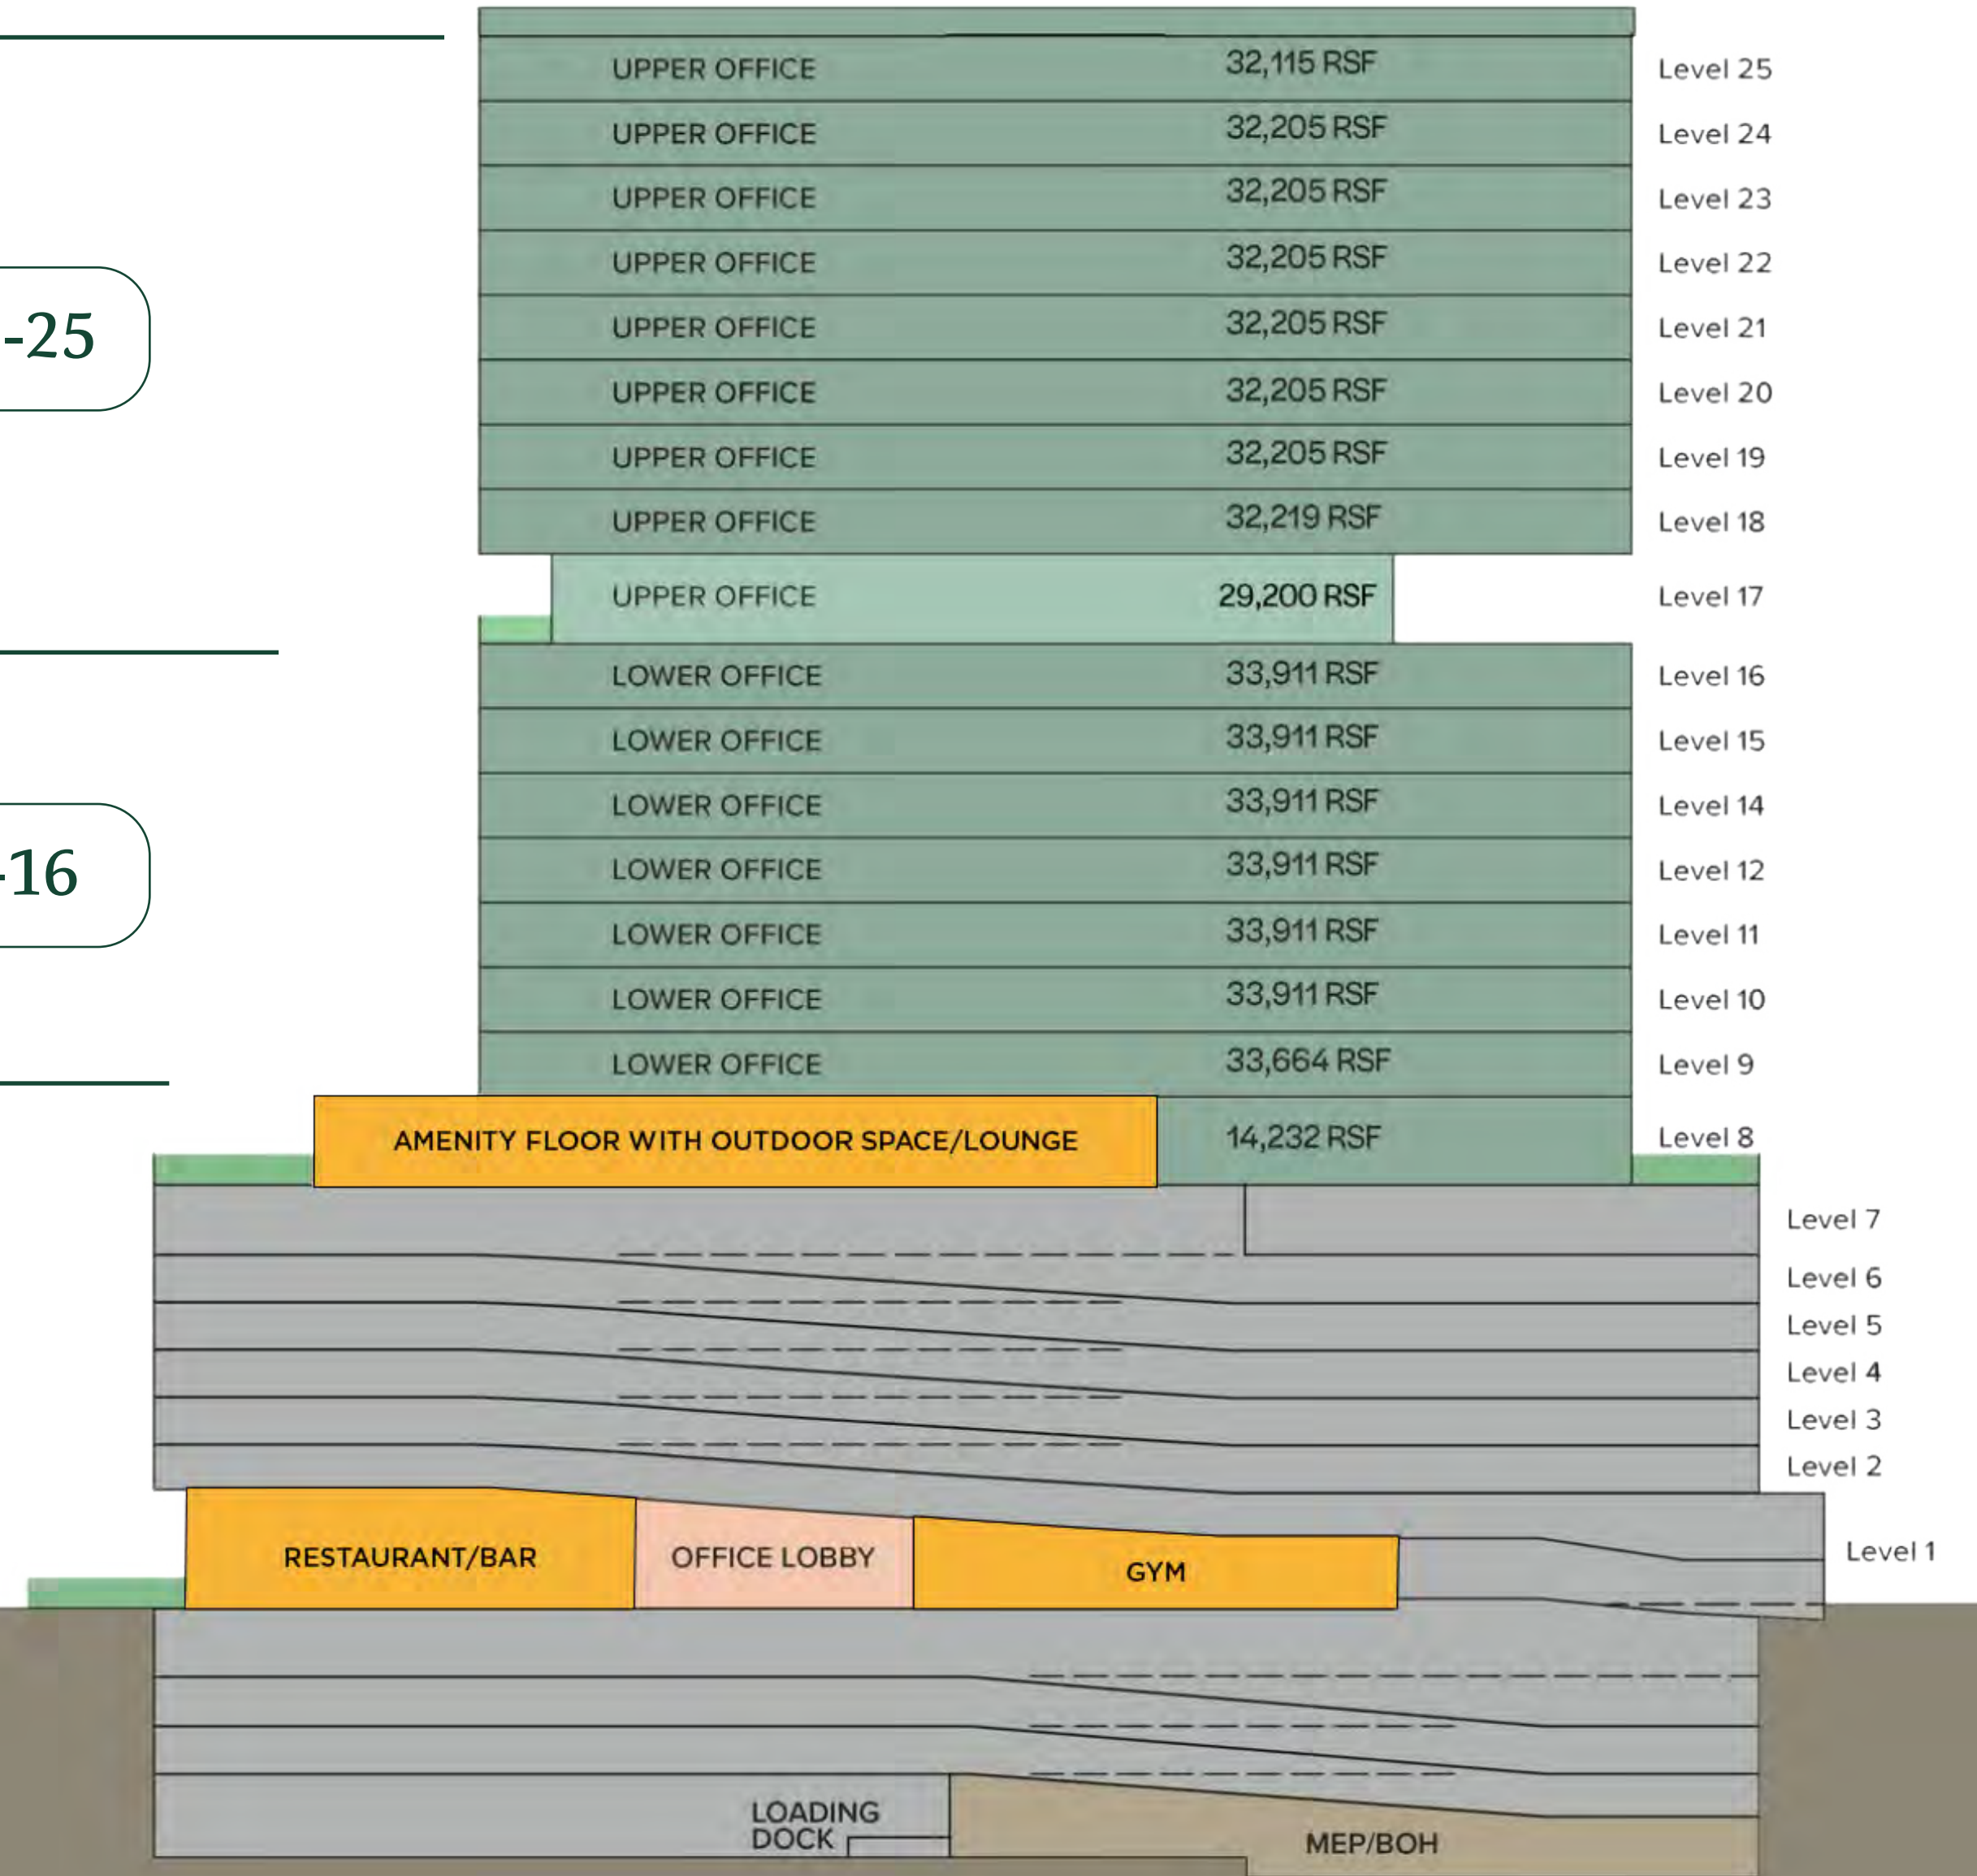 UPPER OFFICE 32,115 RSF Level 25
UPPER OFFICE 32,205 RSF Level 24
UPPER OFFICE 32,205 RSF Level 23
UPPER OFFICE 32,205 RSF Level 22
UPPER OFFICE 32,205 RSF Level 21
-25
UPPER OFFICE 32,205 RSF Level 20
UPPER OFFICE 32,205 RSF Level 19
UPPER OFFICE 32,219 RSF Level 18
UPPER OFFICE 29,200 RSF Level 17
LOWER OFFICE 33,911 RSF Level 16
LOWER OFFICE 33,911 RSF Level 15
LOWER OFFICE 33,911 RSF Level 14
LOWER OFFICE 33,911 RSF Level 12
-16
LOWER OFFICE 33,911 RSF Level 11
LOWER OFFICE 33,911 RSF Level 10
LOWER OFFICE 33,664 RSF Level 9
AMENITY FLOOR WITH OUTDOOR SPACE/LOUNGE 14,232 RSF Level 8
Level 7
Level 6
Level 5
Level 4
Level 3
Level 2
RESTAURANT/BAR OFFICE LOBBY GYM Level 1
LOADING
DOCK
MEP/BOH